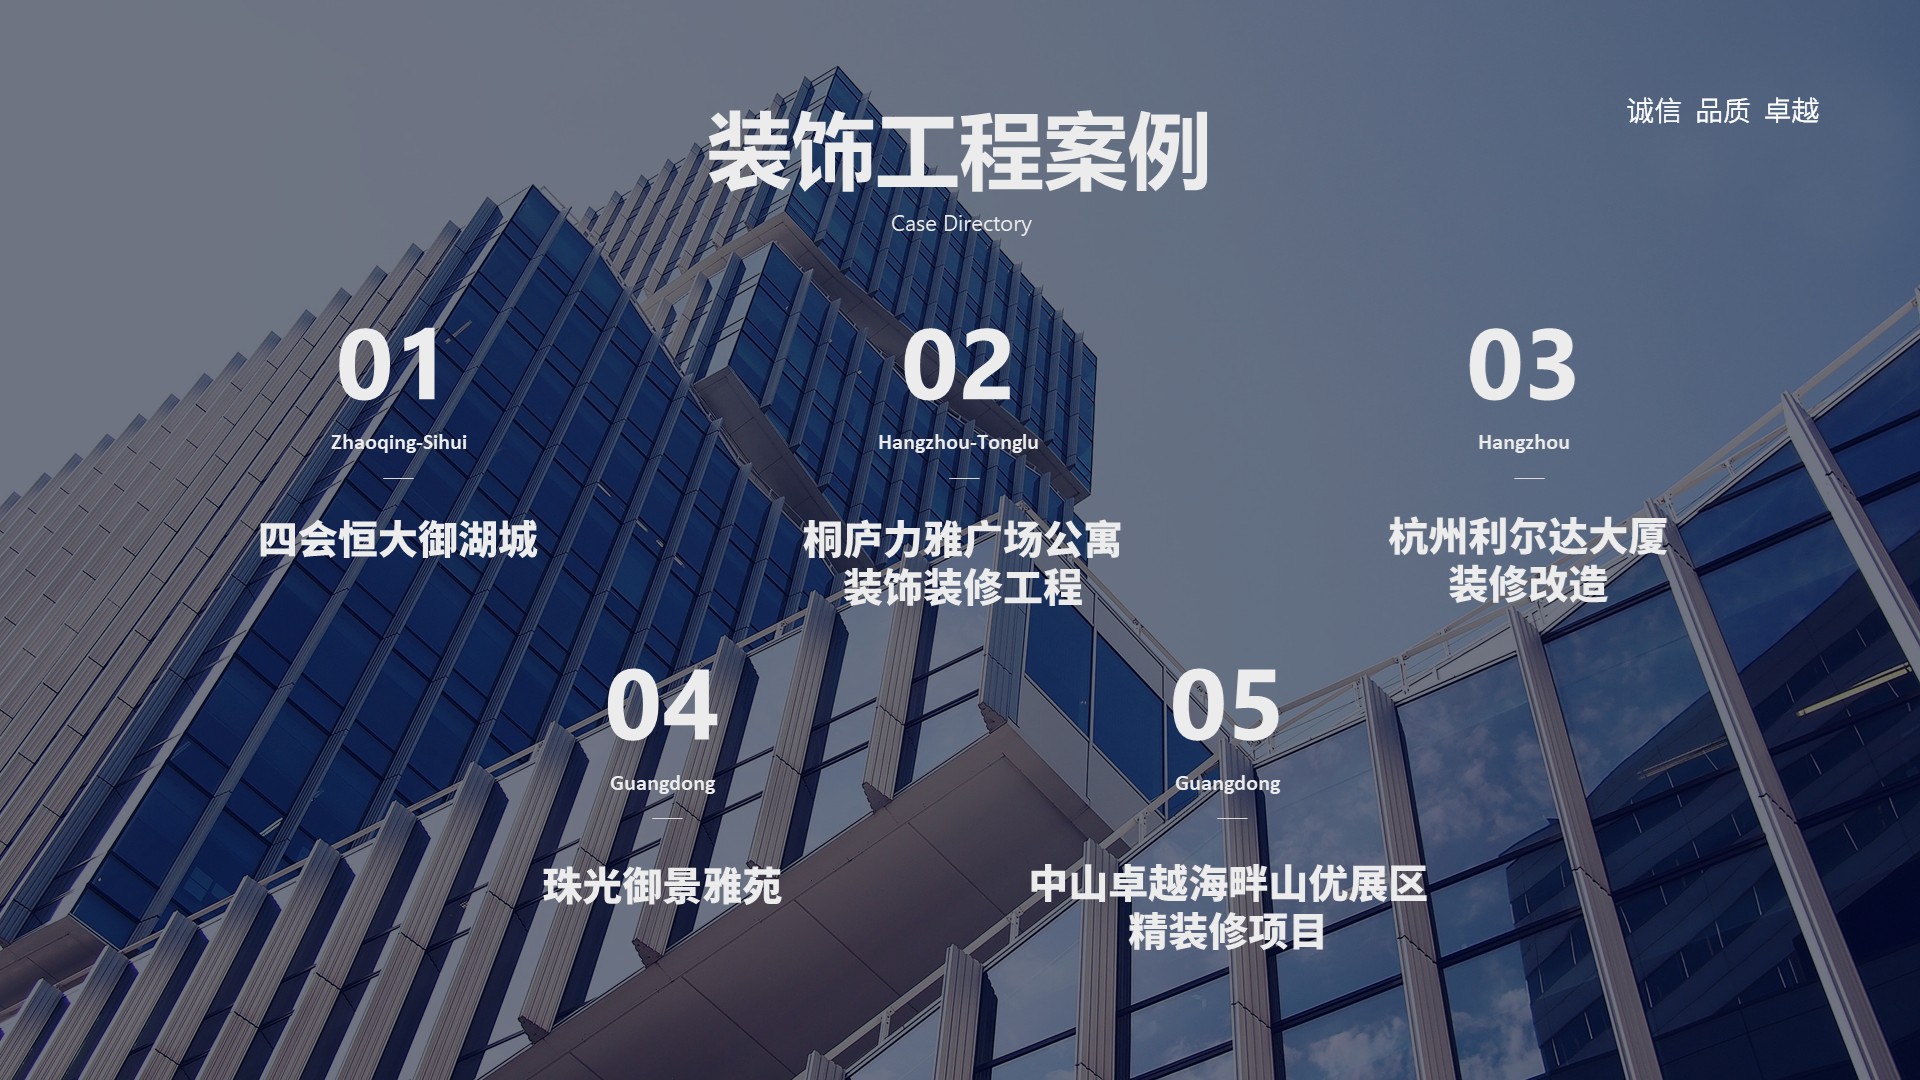 诚信 品质 卓越
装饰工程案例
Case Directory
01
Zhaoqing-Sihui
四会恒大御湖城
02
Hangzhou-Tonglu
桐庐力雅广场公寓
装饰装修工程
03
Hangzhou
杭州利尔达大厦
装修改造
04
Guangdong
珠光御景雅苑
05
Guangdong
中山卓越海畔山优展区
精装修项目